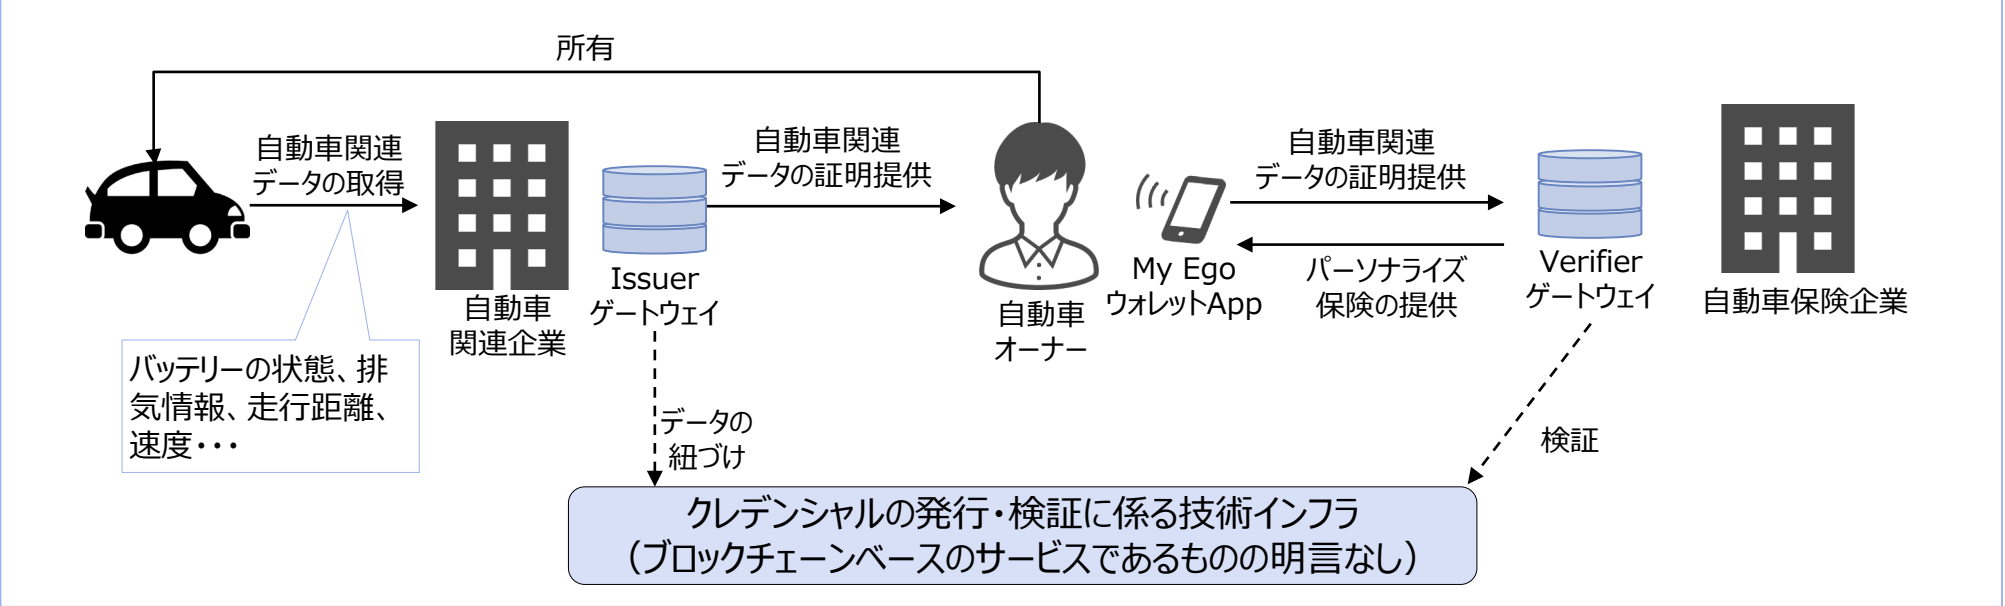 所有
自動車関連
データの取得
自動車関連
データの証明提供
自動車関連
データの証明提供
Issuer
ゲートウェイ
自動車
関連企業
自動車
オーナー
My Ego
ウォレットApp
パーソナライズ
保険の提供
Verifier
ゲートウェイ
自動車保険企業
バッテリーの状態、排
気情報、走行距離、
速度・・・
データの
紐づけ
検証
クレデンシャルの発行・検証に係る技術インフラ
（ブロックチェーンベースのサービスであるものの明言なし）